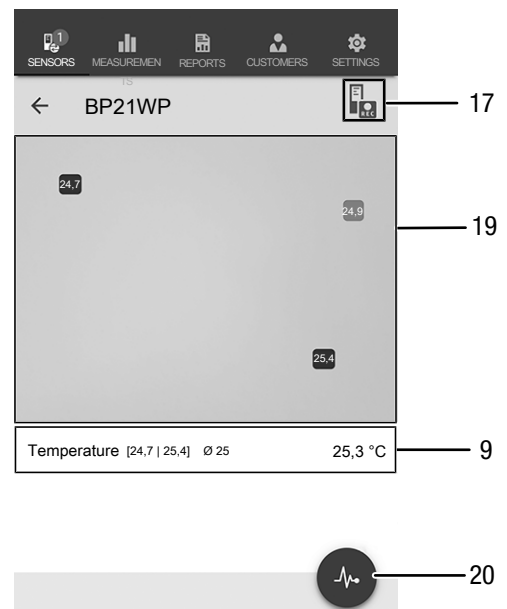 1
SENSORS MEASUREMEN REPORTS CUSTOMERS SETTINGS
TS
BP21WP
REC
17
24,7
24,9
19
25,4
Temperature [24,7 | 25,4] Ø 25 25,3 °C
9
20